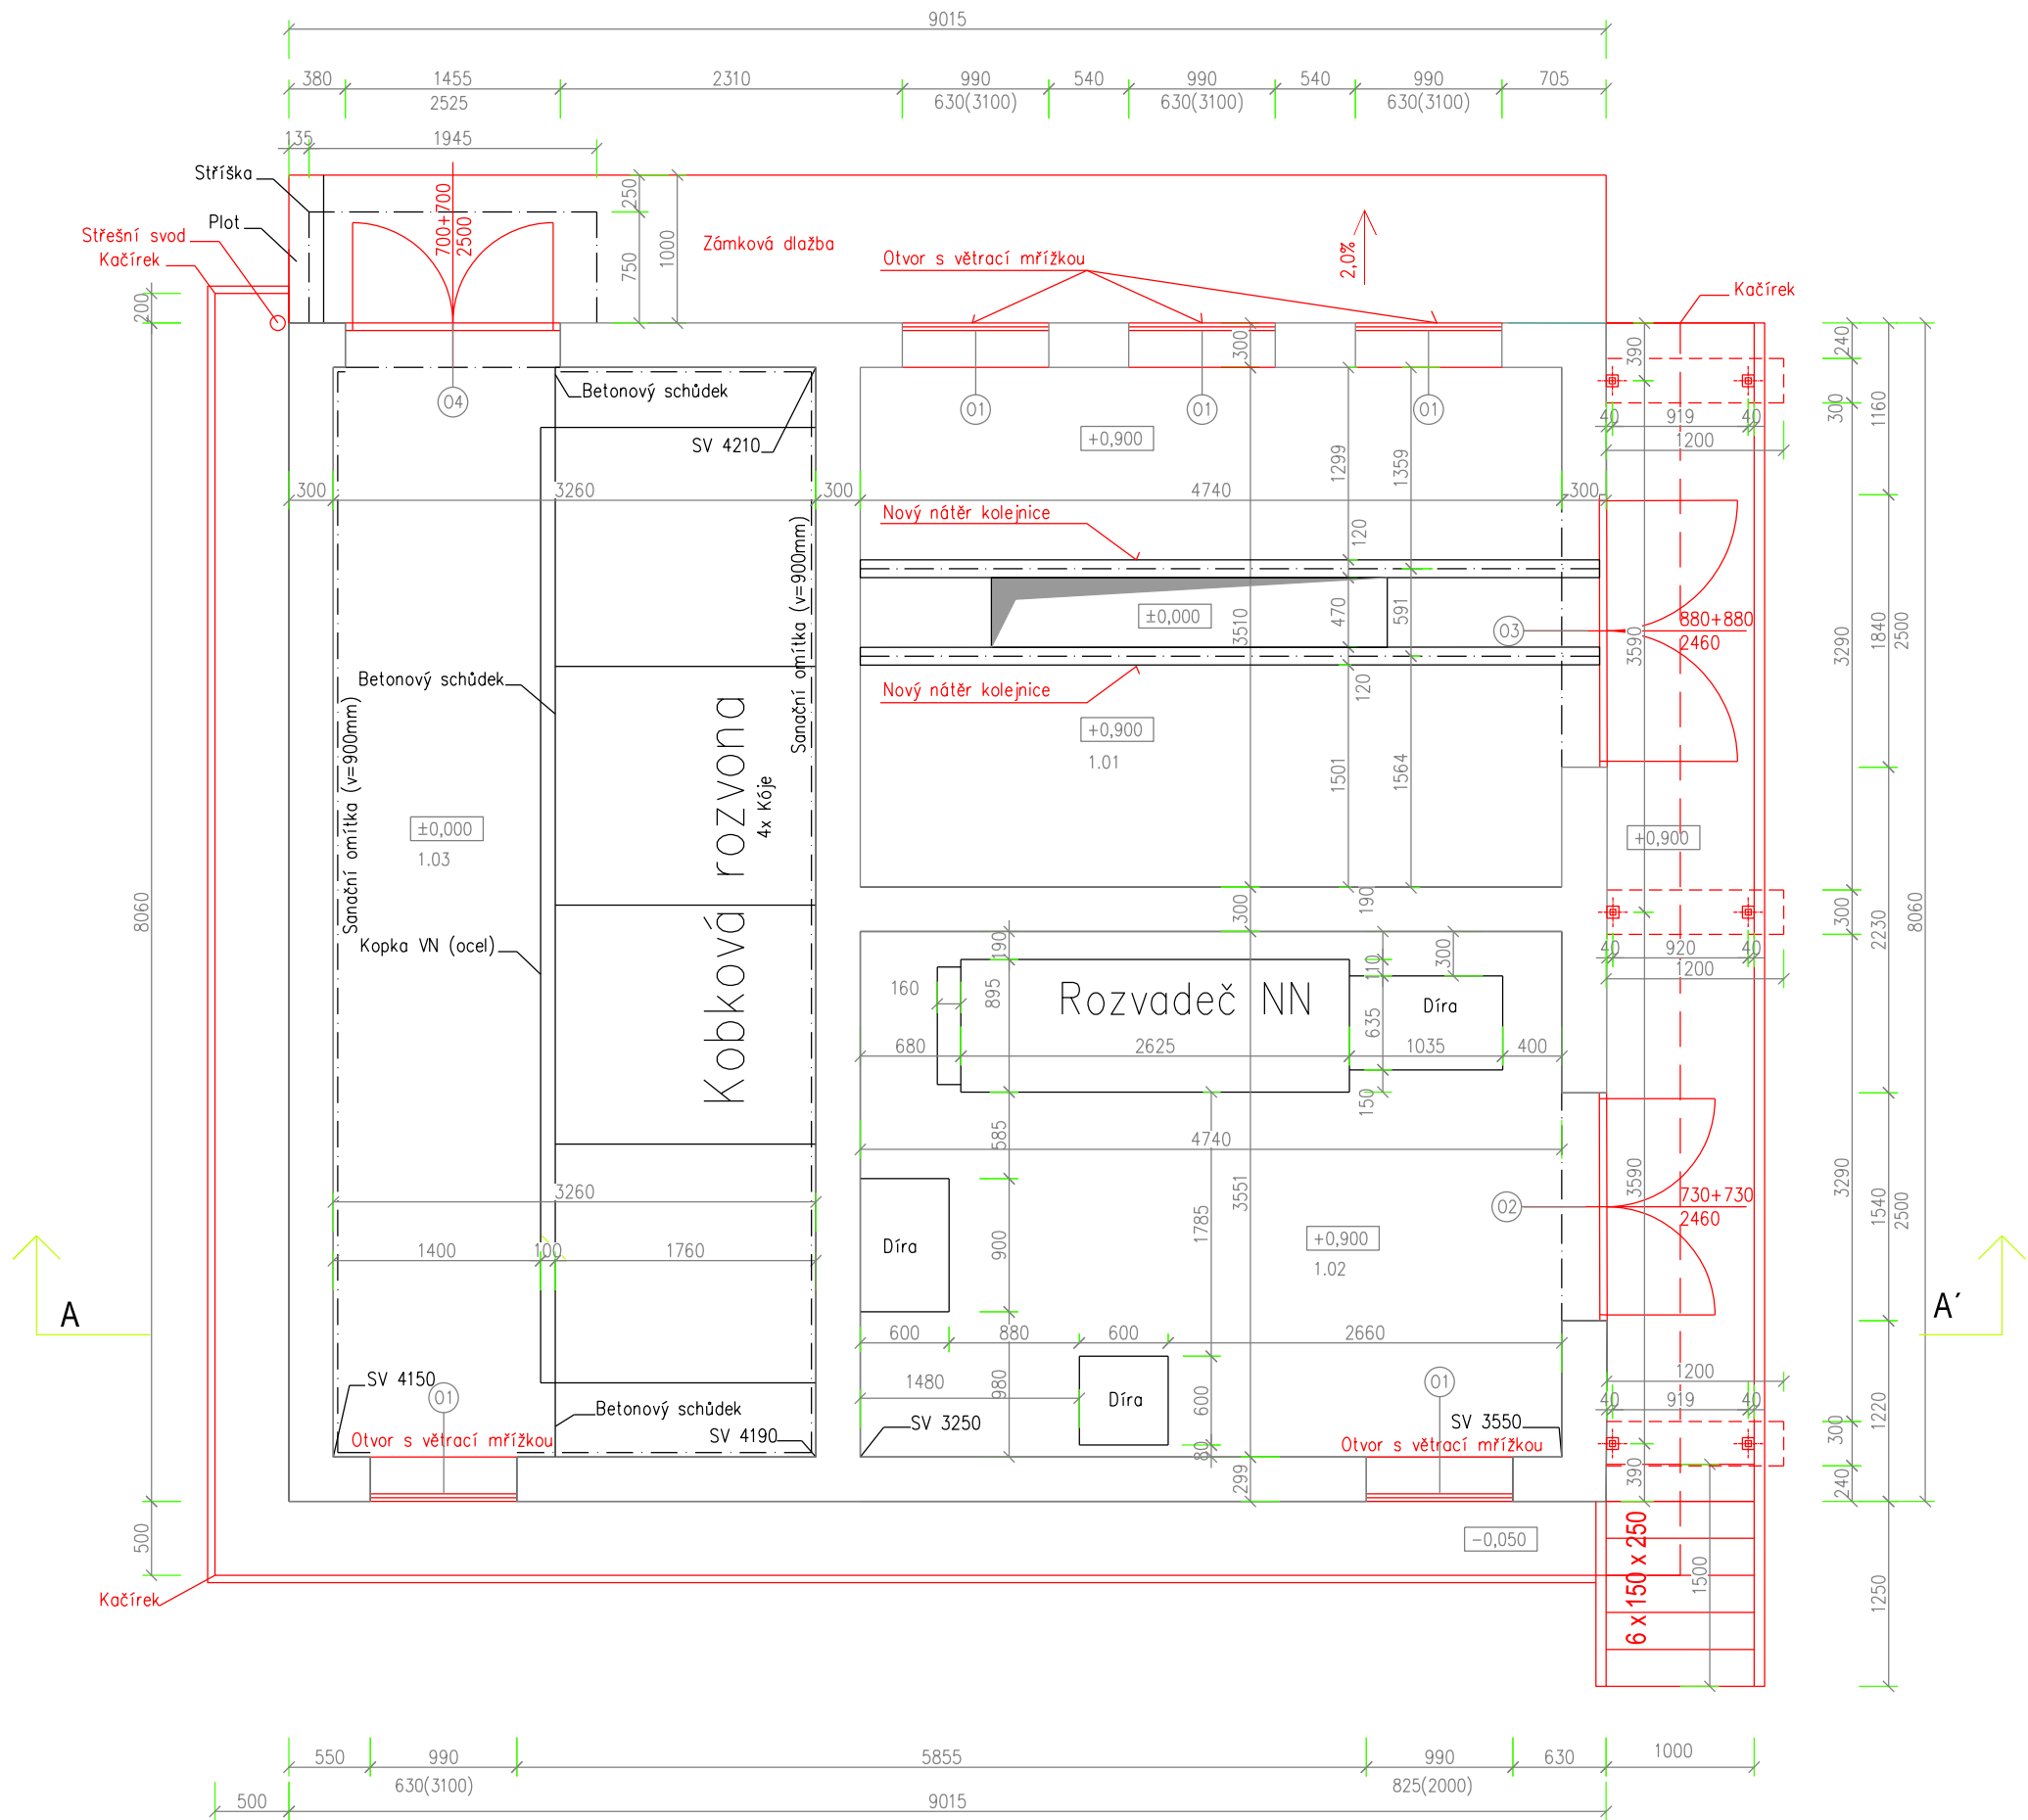 9015
380 1455 2310 990 540 990 540 990 705
2525 630(3100) 630(3100) 630(3100)
135 1945
Stříška
Plot
Střešní svod
Kačírek
700+700
2500
250
750
1000
Zámková dlažba
Otvor s větrací mřížkou
2,0%
Kačírek
200
300
390
240
300
1160
04
Betonový schůdek
SV 4210
01 01 01
+0,900
1299
1359
40 919 40
1200
300 3260 300 4740 300
Nový nátěr kolejnice
120
Sanační omítka (v=900mm)
±0,000
3510
470
591
03
880+880
2460
3590
3290
1840
2500
Betonový schůdek
Nový nátěr kolejnice
120
+0,900
1.01
1501
1564
Sanační omítka (v=900mm)
Kobková rozvona
4x Kóje
±0,000
1.03
+0,900
8060
Kopka VN (ocel)
300
190
190
300
110
300
2230
8060
40 920 40
1200
160
895
Rozvadeč NN
Díra
635
680 2625 1035 400
150
585
4740
3551
1785
3260
1400 100 1760
Díra
900
02
730+730
2460
3590
3290
1540
2500
+0,900
1.02
A
A´
600 880 600 2660
1480
980
Díra
600
80
SV 4150
01
Betonový schůdek
Otvor s větrací mřížkou
SV 4190
SV 3250
01
SV 3550
Otvor s větrací mřížkou
299
1200
40 919 40
300
390
240
1220
500
-0,050
6 x 150 x 250
1500
1250
Kačírek
550 990 5855 990 630 1000
630(3100) 825(2000)
500 9015